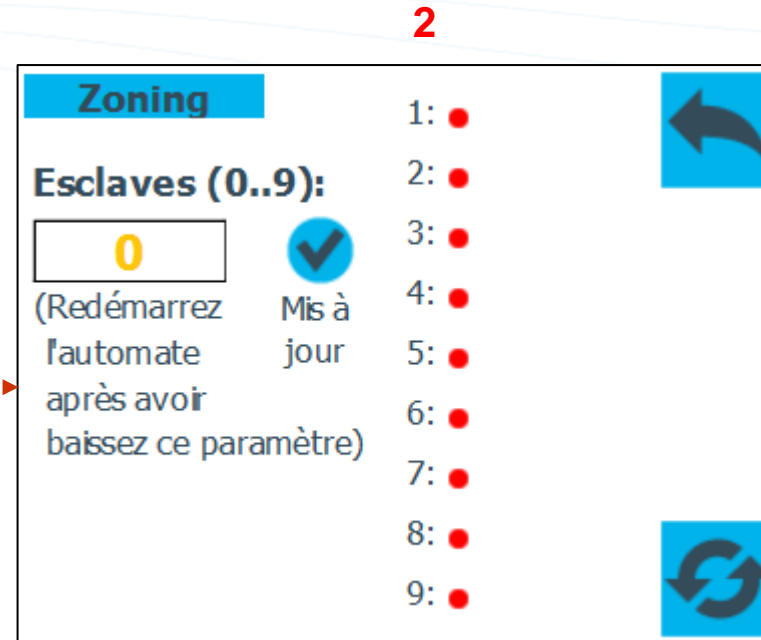 2
Zoning
Esclaves (0..9):
0
(Redémarrez
l'automate
après avoir
baissez ce paramètre)
Mis à
jour
1:
2:
3:
4:
5:
6:
7:
8:
9: